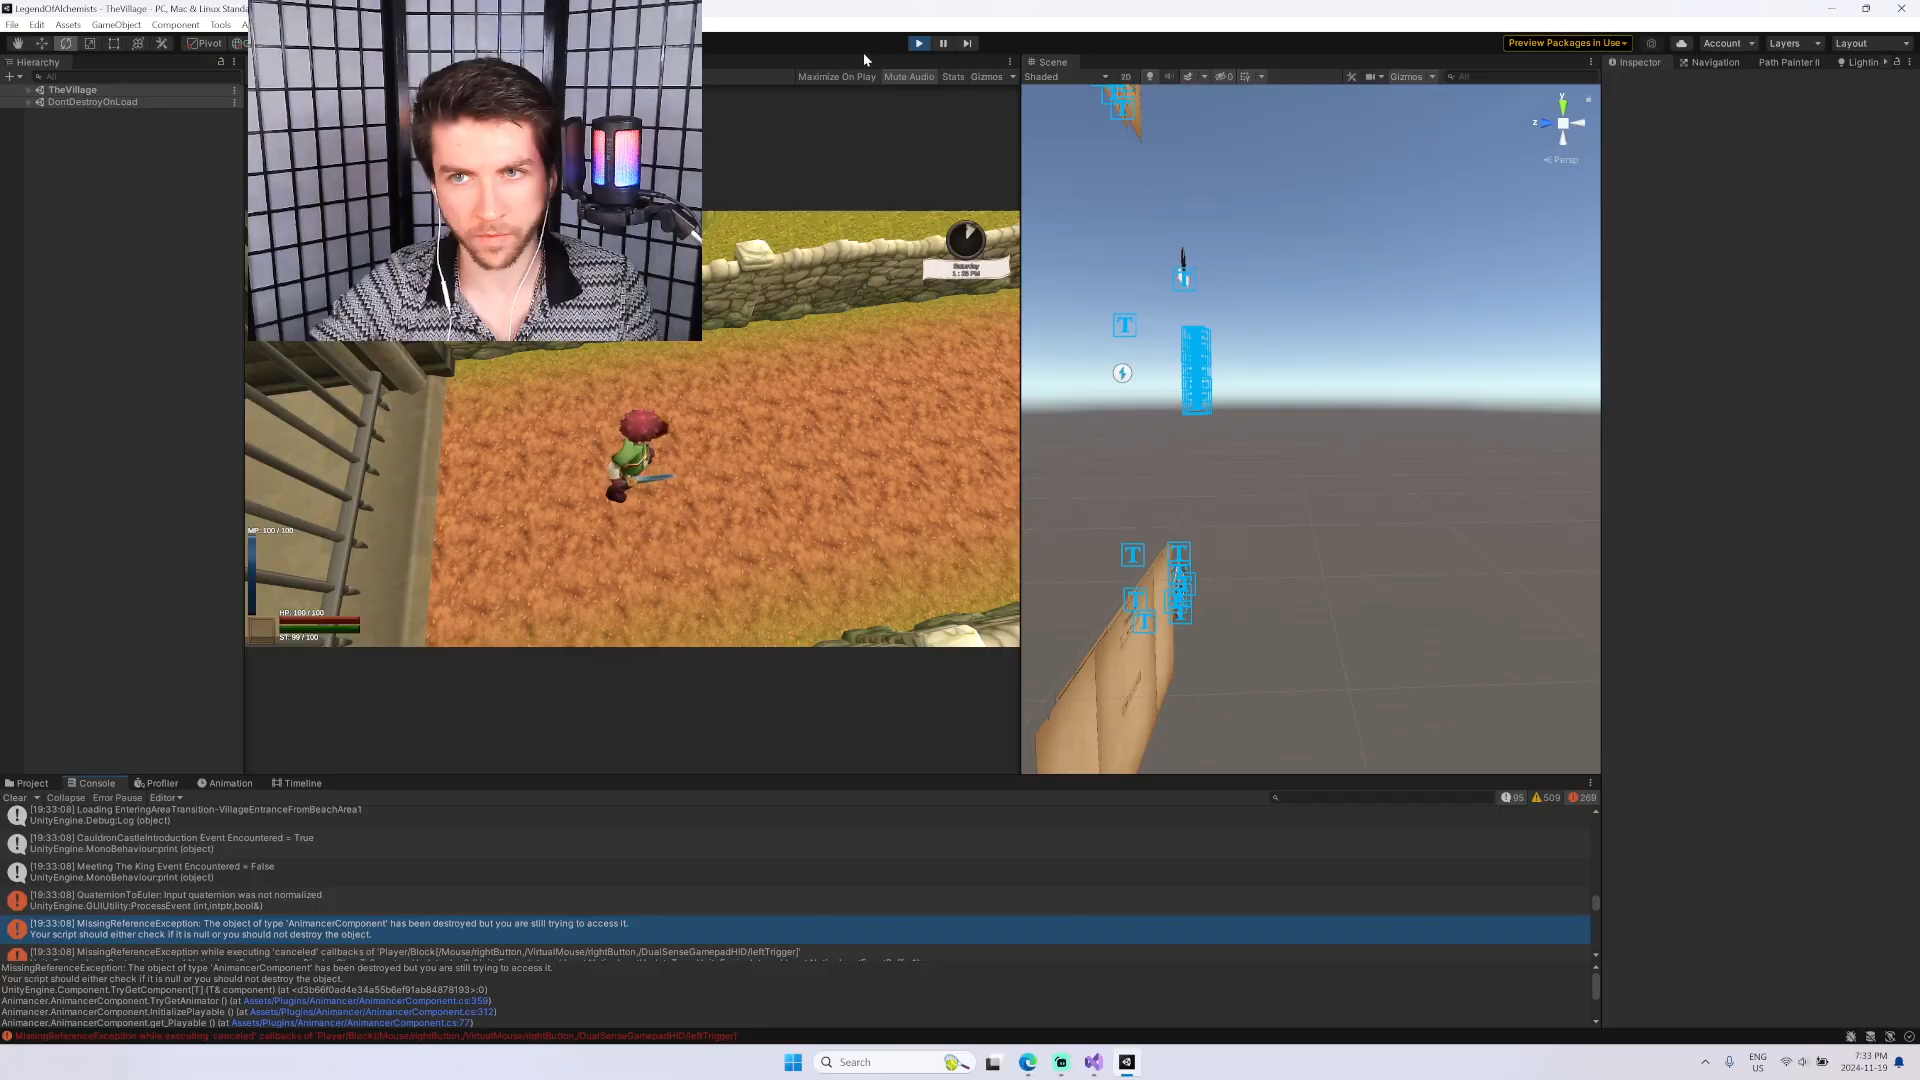 LegendOfAlchemists - TheVillage - PC, Mac & Linux Standa
File Edit Assets GameObject Component Tools
Pivot
Preview Packages in Use
Account
Layers
Layout
Hierarchy
All
TheVillage
DontDestroyOnLoad
Maximize On Play Mute Audio Stats Gizmos
Scene
Shaded
2D
0
Gizmos
All
Inspector
Navigation
Path Painter II
Lightin
y
z
Persp
Saturday
MP: 100 / 100
HP: 100 / 100
ST: 99 / 100
Project
Console
Profiler
Animation
Timeline
Clear Collapse Error Pause Editor
95
509
269
[19:33:08] Loading EnteringAreaTransition-VillageEntranceFromBeachArea1
UnityEngine.Debug:Log (object)
[19:33:08] CauldronCastleIntroduction Event Encountered = True
UnityEngine.MonoBehaviour:print (object)
[19:33:08] Meeting The King Event Encountered = False
UnityEngine.MonoBehaviour:print (object)
[19:33:08] QuaternionToEuler: Input quaternion was not normalized
UnityEngine.GUIUtility:ProcessEvent (int,intptr,bool&)
[19:33:08] MissingReferenceException: The object of type 'AnimancerComponent' has been destroyed but you are still trying to access it.
Your script should either check if it is null or you should not destroy the object.
[19:33:08] MissingReferenceException while executing 'canceled' callbacks of 'Player/Block[/Mouse/rightButton,/VirtualMouse/rightButton,/DualSenseGamepadHID/leftTrigger]'
MissingReferenceException: The object of type 'AnimancerComponent' has been destroyed but you are still trying to access it.
Your script should either check if it is null or you should not destroy the object.
UnityEngine.Component.TryGetComponent[T] (T& component) (at <d3b66f0ad4e34a55b6ef91ab84878193>:0)
Animancer.AnimancerComponent.TryGetAnimator () (at Assets/Plugins/Animancer/AnimancerComponent.cs:359)
Animancer.AnimancerComponent.InitializePlayable () (at Assets/Plugins/Animancer/AnimancerComponent.cs:312)
Animancer.AnimancerComponent.get_Playable () (at Assets/Plugins/Animancer/AnimancerComponent.cs:77)
MissingReferenceException while executing 'canceled' callbacks of 'Player/Block[/Mouse/rightButton,/VirtualMouse/rightButton,/DualSenseGamepadHID/leftTrigger]'
Search
ENG
US
7:33 PM
2024-11-19